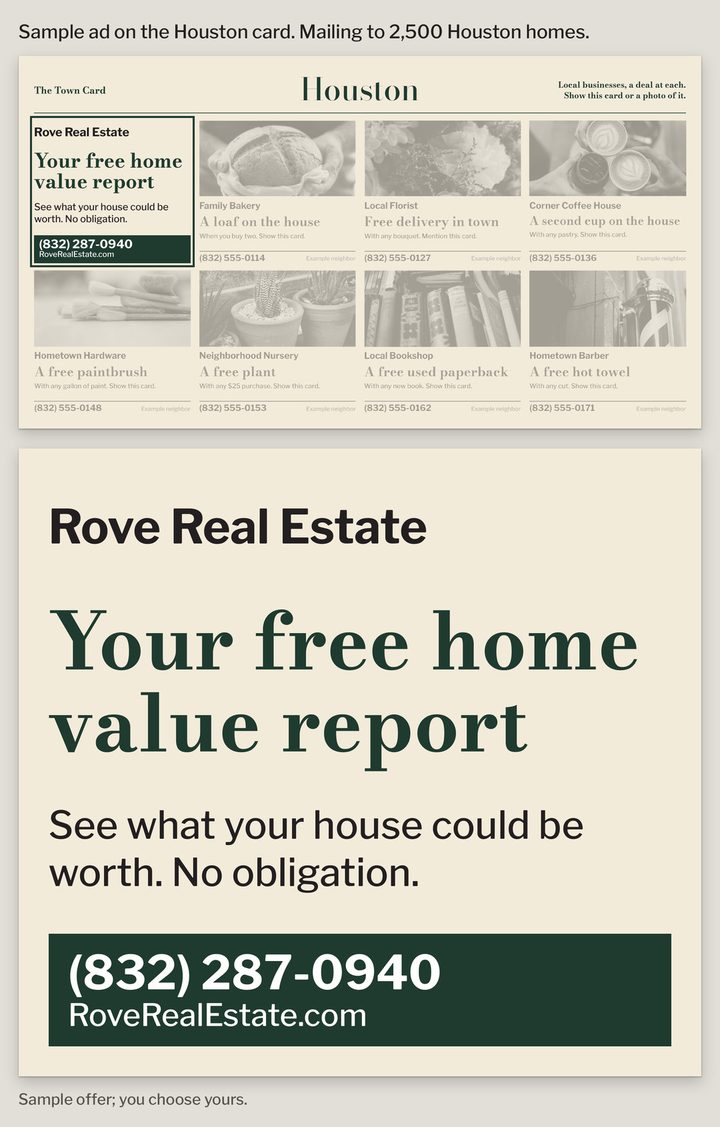 Sample ad on the Houston card. Mailing to 2,500 Houston homes.
The Town Card
Houston
Local businesses, a deal at each.
Show this card or a photo of it.
Rove Real Estate
Your free home
value report
See what your house could be
worth. No obligation.
(832) 287-0940
RoveRealEstate.com
Family Bakery
A loaf on the house
When you buy two. Show this card.
(832) 555-0114 Example neighbor
Local Florist
Free delivery in town
With any bouquet. Mention this card.
(832) 555-0127 Example neighbor
Corner Coffee House
A second cup on the house
With any pastry. Show this card.
(832) 555-0136 Example neighbor
Hometown Hardware
A free paintbrush
With any gallon of paint. Show this card.
(832) 555-0148 Example neighbor
Neighborhood Nursery
A free plant
With any $25 purchase. Show this card.
(832) 555-0153 Example neighbor
Local Bookshop
A free used paperback
With any new book. Show this card.
(832) 555-0162 Example neighbor
Hometown Barber
A free hot towel
With any cut. Show this card.
(832) 555-0171 Example neighbor
Rove Real Estate
Your free home
value report
See what your house could be
worth. No obligation.
(832) 287-0940
RoveRealEstate.com
Sample offer; you choose yours.